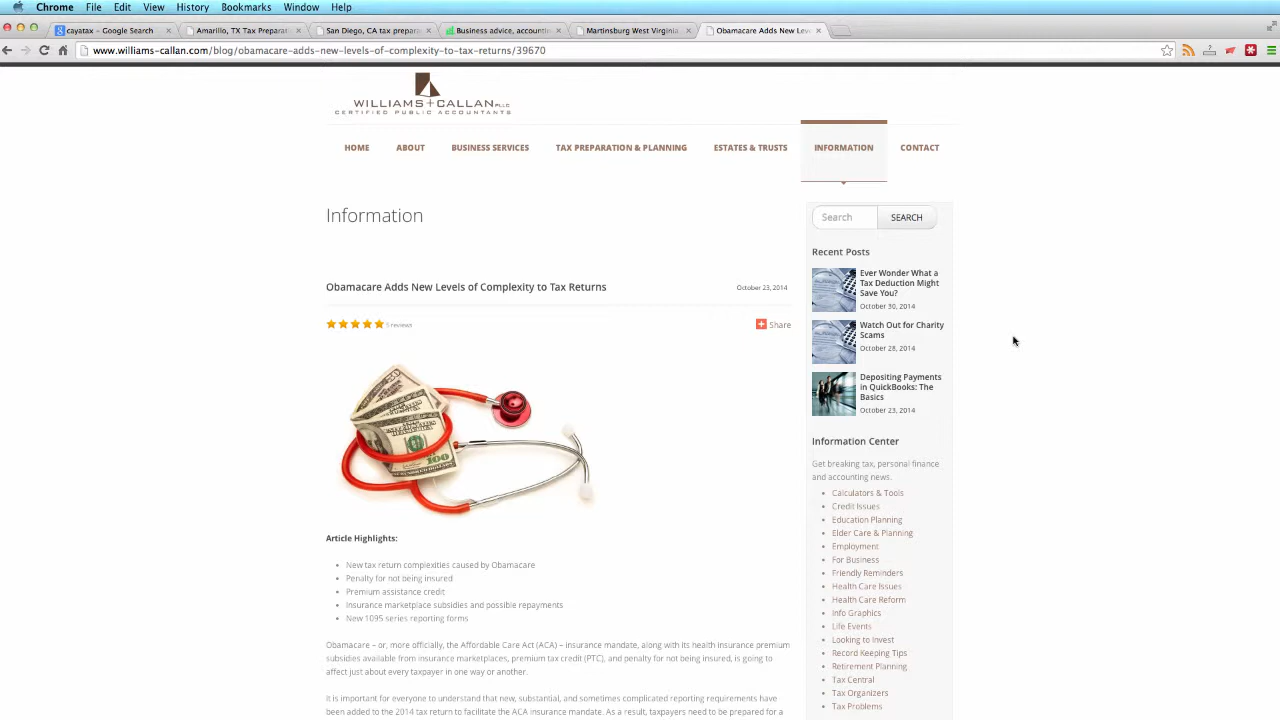 Chrome File Edit View History Bookmarks Window Help
cayatax – Google Search
Amarillo, TX Tax Preparati
San Diego, CA tax prepara
Business advice, accountin
Martinsburg West Virginia
Obamacare Adds New Lev
www.williams-callan.com/blog/obamacare-adds-new-levels-of-complexity-to-tax-returns/39670
WILLIAMS+CALLAN PLLC
CERTIFIED PUBLIC ACCOUNTANTS
HOME ABOUT BUSINESS SERVICES TAX PREPARATION & PLANNING ESTATES & TRUSTS INFORMATION CONTACT
Information
Obamacare Adds New Levels of Complexity to Tax Returns
October 23, 2014
5 reviews
Share
100
Article Highlights:
• New tax return complexities caused by Obamacare
• Penalty for not being insured
• Premium assistance credit
• Insurance marketplace subsidies and possible repayments
• New 1095 series reporting forms
Obamacare – or, more officially, the Affordable Care Act (ACA) – insurance mandate, along with its health insurance premium
subsidies available from insurance marketplaces, premium tax credit (PTC), and penalty for not being insured, is going to
affect just about every taxpayer in one way or another.
It is important for everyone to understand that new, substantial, and sometimes complicated reporting requirements have
been added to the 2014 tax return to facilitate the ACA insurance mandate. As a result, taxpayers need to be prepared for a
Search SEARCH
Recent Posts
Ever Wonder What a
Tax Deduction Might
Save You?
October 30, 2014
Watch Out for Charity
Scams
October 28, 2014
Depositing Payments
in QuickBooks: The
Basics
October 23, 2014
Information Center
Get breaking tax, personal finance
and accounting news.
• Calculators & Tools
• Credit Issues
• Education Planning
• Elder Care & Planning
• Employment
• For Business
• Friendly Reminders
• Health Care Issues
• Health Care Reform
• Info Graphics
• Life Events
• Looking to Invest
• Record Keeping Tips
• Retirement Planning
• Tax Central
• Tax Organizers
• Tax Problems